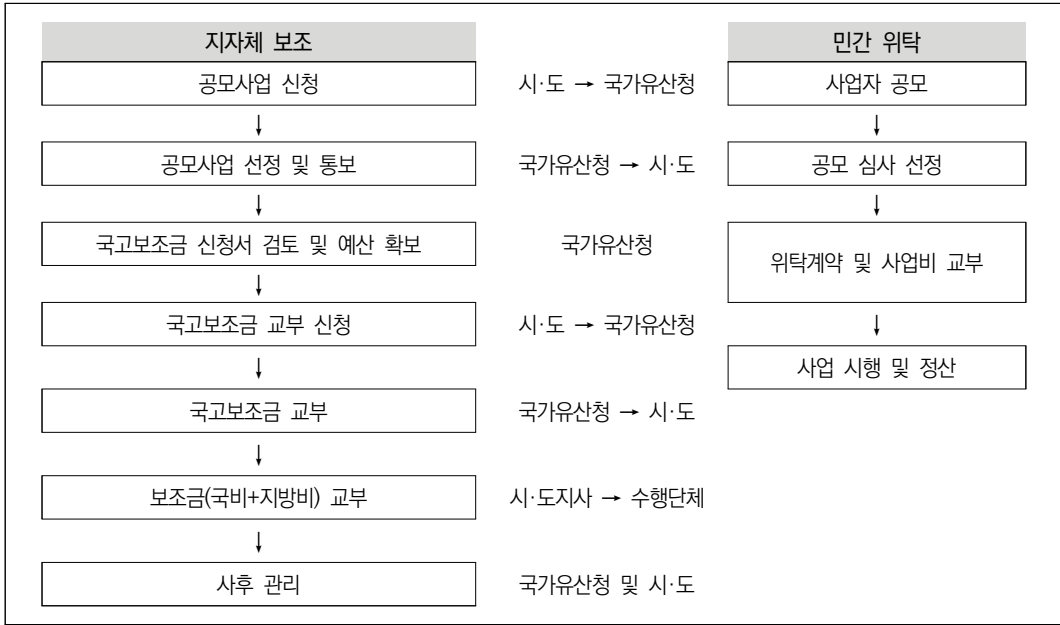 지자체 보조
민간 위탁
공모사업 신청
시·도 → 국가유산청
사업자 공모
↓
↓
공모사업 선정 및 통보
국가유산청 → 시·도
공모 심사 선정
↓
↓
국고보조금 신청서 검토 및 예산 확보
국가유산청
위탁계약 및 사업비 교부
↓
국고보조금 교부 신청
시·도 → 국가유산청
↓
↓
사업 시행 및 정산
국고보조금 교부
국가유산청 → 시·도
↓
보조금(국비+지방비) 교부
시·도지사 → 수행단체
↓
사후 관리
국가유산청 및 시·도